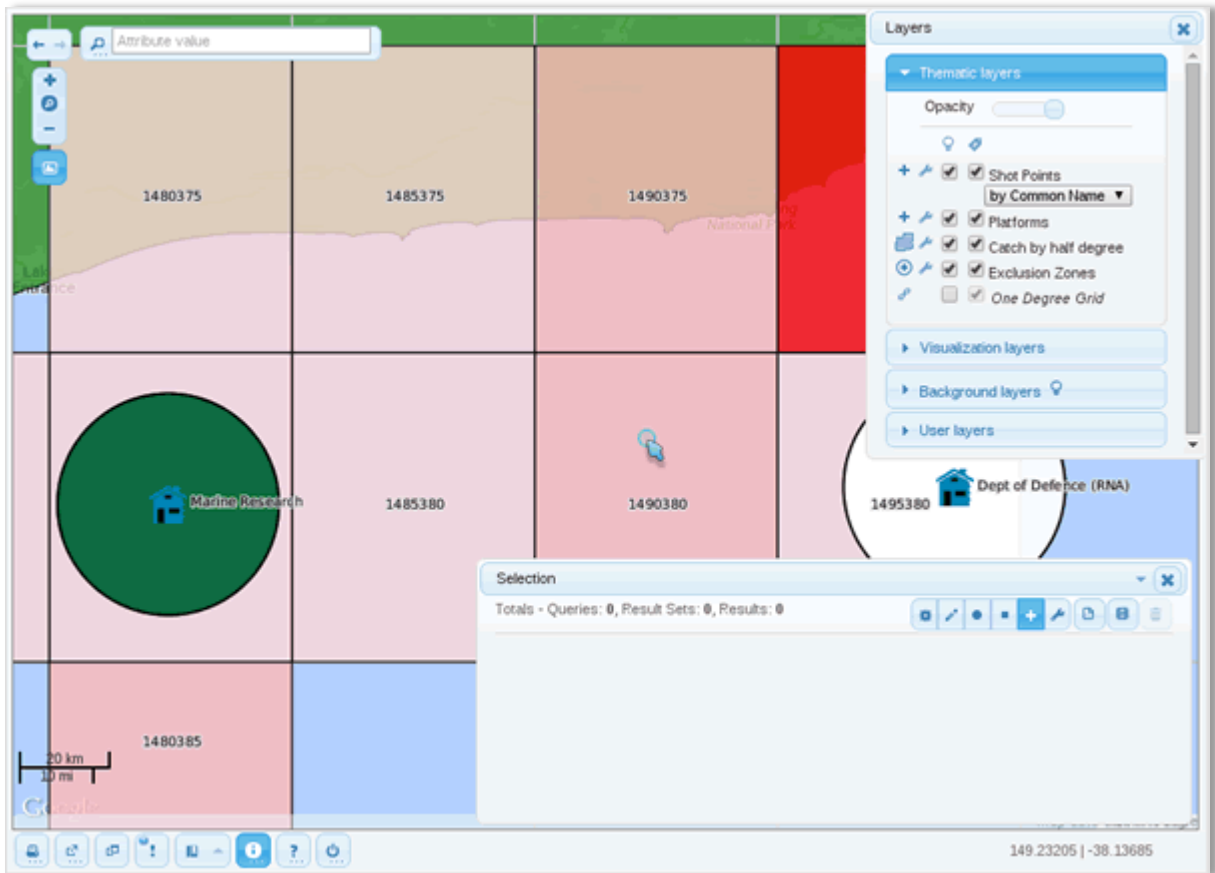 Attribute value
Layers
Thematic layers
Opacity
Shot Points
by Common Name
Platforms
Catch by half degree
Exclusion Zones
One Degree Grid
Visualization layers
Background layers
User layers
1480375
1485375
1490375
National Park
Entrance
Marine Research
1485380
1490380
1495380
Dept of Defence (RNA)
Selection
Totals - Queries: 0, Result Sets: 0, Results: 0
1480385
20 km
10 mi
Google
149.23205 | -38.13685